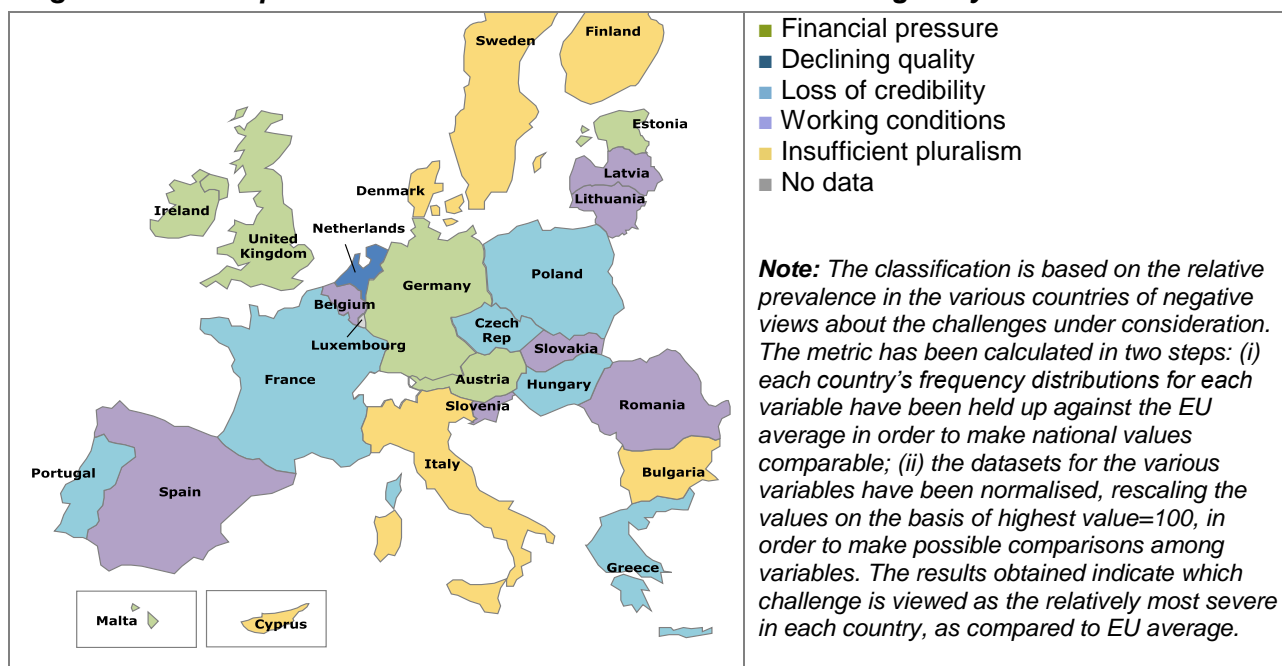 Sweden
Finland
Estonia
Latvia
Lithuania
Denmark
Ireland
United
Kingdom
Netherlands
Belgium
Germany
Poland
Luxembourg
Czech
Rep
Slovakia
France
Austria
Hungary
Slovenia
Romania
Portugal
Spain
Italy
Bulgaria
Greece
Malta
Cyprus
Financial pressure
Declining quality
Loss of credibility
Working conditions
Insufficient pluralism
No data
Note: The classification is based on the relative
prevalence in the various countries of negative
views about the challenges under consideration.
The metric has been calculated in two steps: (i)
each country's frequency distributions for each
variable have been held up against the EU
average in order to make national values
comparable; (ii) the datasets for the various
variables have been normalised, rescaling the
values on the basis of highest value=100, in
order to make possible comparisons among
variables. The results obtained indicate which
challenge is viewed as the relatively most severe
in each country, as compared to EU average.